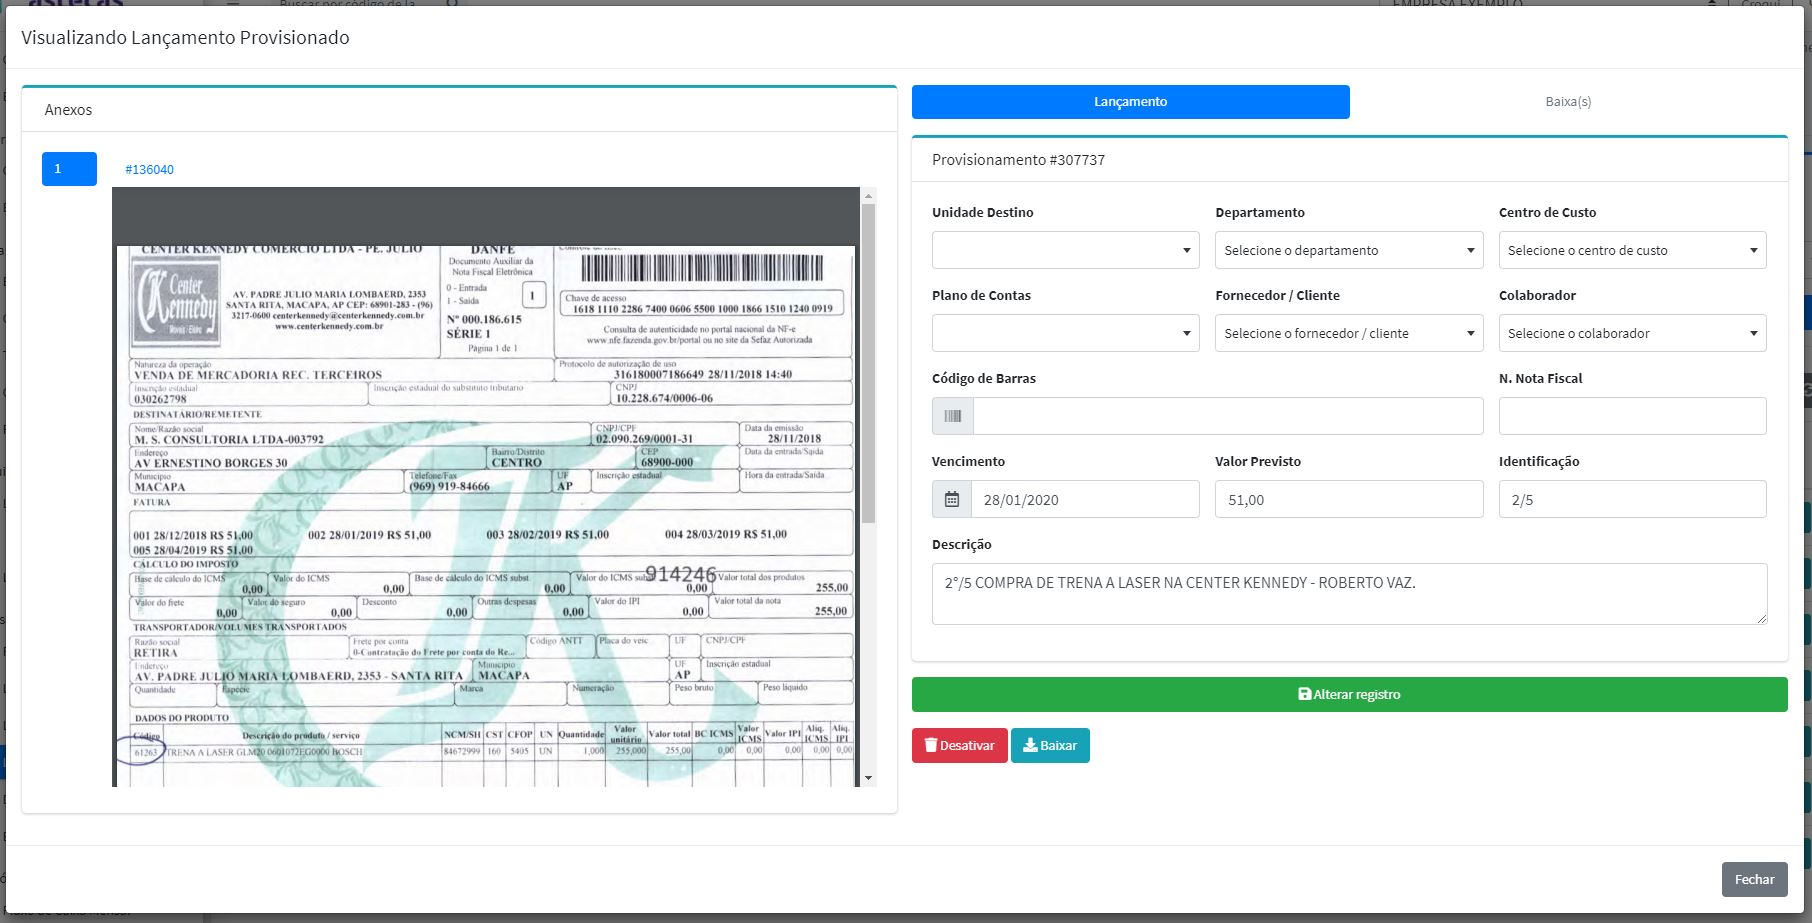 Visualizando Lançamento Provisionado
Anexos
1
#136040
CENTER KENNEDY COMERCIO LTDA - PE. JULIO
Center
Kennedy
Moveis / Eletro
AV. PADRE JULIO MARIA LOMBAERD, 2353
SANTA RITA, MACAPA, AP CEP: 68901-283 - (96)
3217-0600 centerkennedy@centerkennedy.com.br
www.centerkennedy.com.br
DANFE
Documento Auxiliar da
Nota Fiscal Eletrônica
0 - Entrada
1 - Saída
1
Nº 000.186.615
SÉRIE 1
Página 1 de 1
Chave de acesso
1618 1110 2286 7400 0606 5500 1000 1866 1510 1240 0919
Consulta de autenticidade no portal nacional da NF-e
www.nfe.fazenda.gov.br/portal ou no site da Sefaz Autorizada
Natureza da operação
VENDA DE MERCADORIA REC. TERCEIROS
Protocolo de autorização de uso
316180007186649 28/11/2018 14:40
Inscrição estadual
030262798
Inscrição estadual do substituto tributário
CNPJ
10.228.674/0006-06
DESTINATÁRIO/REMETENTE
Nome/Razão social
M. S. CONSULTORIA LTDA-003792
CNPJ/CPF
02.090.269/0001-31
Data da emissão
28/11/2018
Endereço
AV ERNESTINO BORGES 30
Bairro/Distrito
CENTRO
CEP
68900-000
Data da entrada/Saída
Município
MACAPA
Telefone/Fax
(969) 919-84666
UF
AP
Inscrição estadual
Hora da entrada/Saída
FATURA
001 28/12/2018 R$ 51,00 002 28/01/2019 R$ 51,00 003 28/02/2019 R$ 51,00 004 28/03/2019 R$ 51,00
005 28/04/2019 R$ 51,00
CÁLCULO DO IMPOSTO
914246
Base de cálculo do ICMS
0,00
Valor do ICMS
0,00
Base de cálculo do ICMS subst.
0,00
Valor do ICMS sub
0,00
Valor total dos produtos
255,00
Valor do frete
0,00
Valor do seguro
0,00
Desconto
0,00
Outras despesas
0,00
Valor do IPI
0,00
Valor total da nota
255,00
TRANSPORTADOR/VOLUMES TRANSPORTADOS
Razão social
RETIRA
Frete por conta
0-Contratação do Frete por conta do Re...
Código ANTT
Placa do veic
UF
CNPJ/CPF
Endereço
AV. PADRE JULIO MARIA LOMBAERD, 2353 - SANTA RITA
Município
MACAPA
UF
AP
Inscrição estadual
Quantidade
Espécie
Marca
Numeração
Peso bruto
Peso líquido
DADOS DO PRODUTO
Código Descrição do produto / serviço NCM/SH CST CFOP UN Quantidade Valor unitário Valor total BC ICMS Valor ICMS Valor IPI Aliq. ICMS Aliq. IPI
61263 TRENA A LASER GLM20 0601072EG0000 BOSCH 84672999 160 5405 UN 1,000 255,000 255,00 0,00 0,00 0,00 0,00 0,00
Lançamento
Baixa(s)
Provisionamento #307737
Unidade Destino
Departamento
Selecione o departamento
Centro de Custo
Selecione o centro de custo
Plano de Contas
Fornecedor / Cliente
Selecione o fornecedor / cliente
Colaborador
Selecione o colaborador
Código de Barras
N. Nota Fiscal
Vencimento
28/01/2020
Valor Previsto
51,00
Identificação
2/5
Descrição
2°/5 COMPRA DE TRENA A LASER NA CENTER KENNEDY - ROBERTO VAZ.
Alterar registro
Desativar
Baixar
Fechar